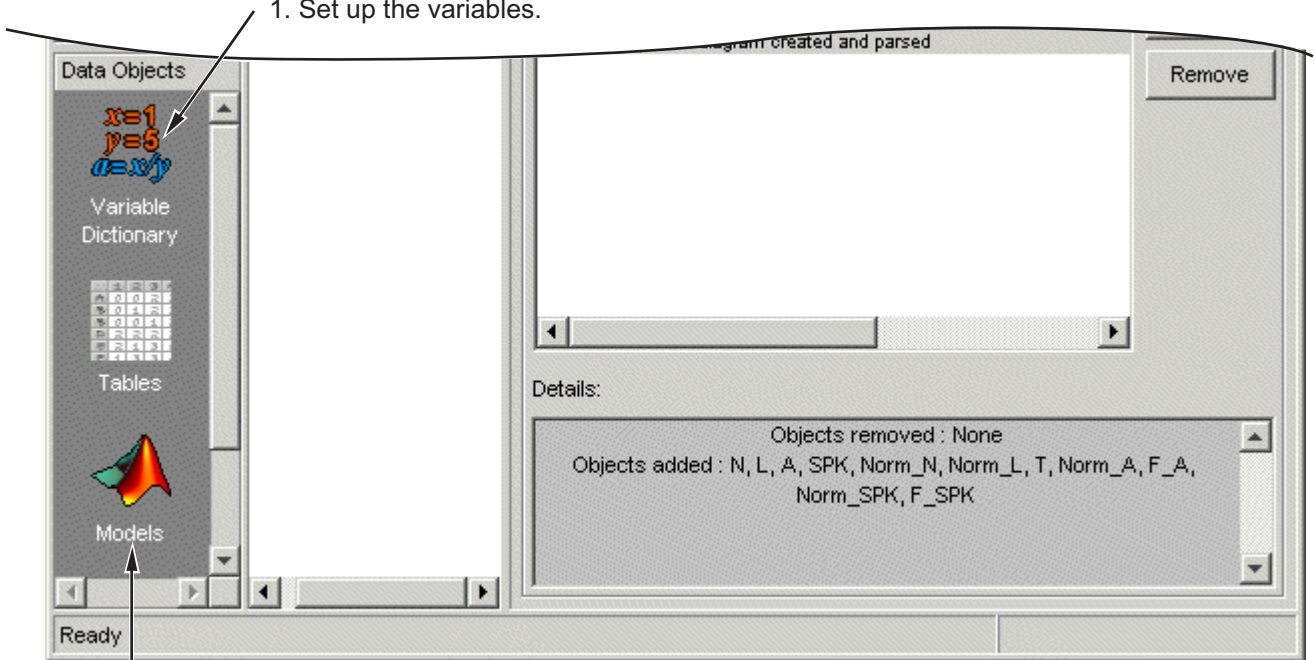 1. Set up the variables.
created and parsed
Data Objects
Remove
x=1
y=5
a=x/y
Variable
Dictionary
Tables
Details:
Objects removed : None
Objects added : N, L, A, SPK, Norm_N, Norm_L, T, Norm_A, F_A,
Norm_SPK, F_SPK
Models
Ready